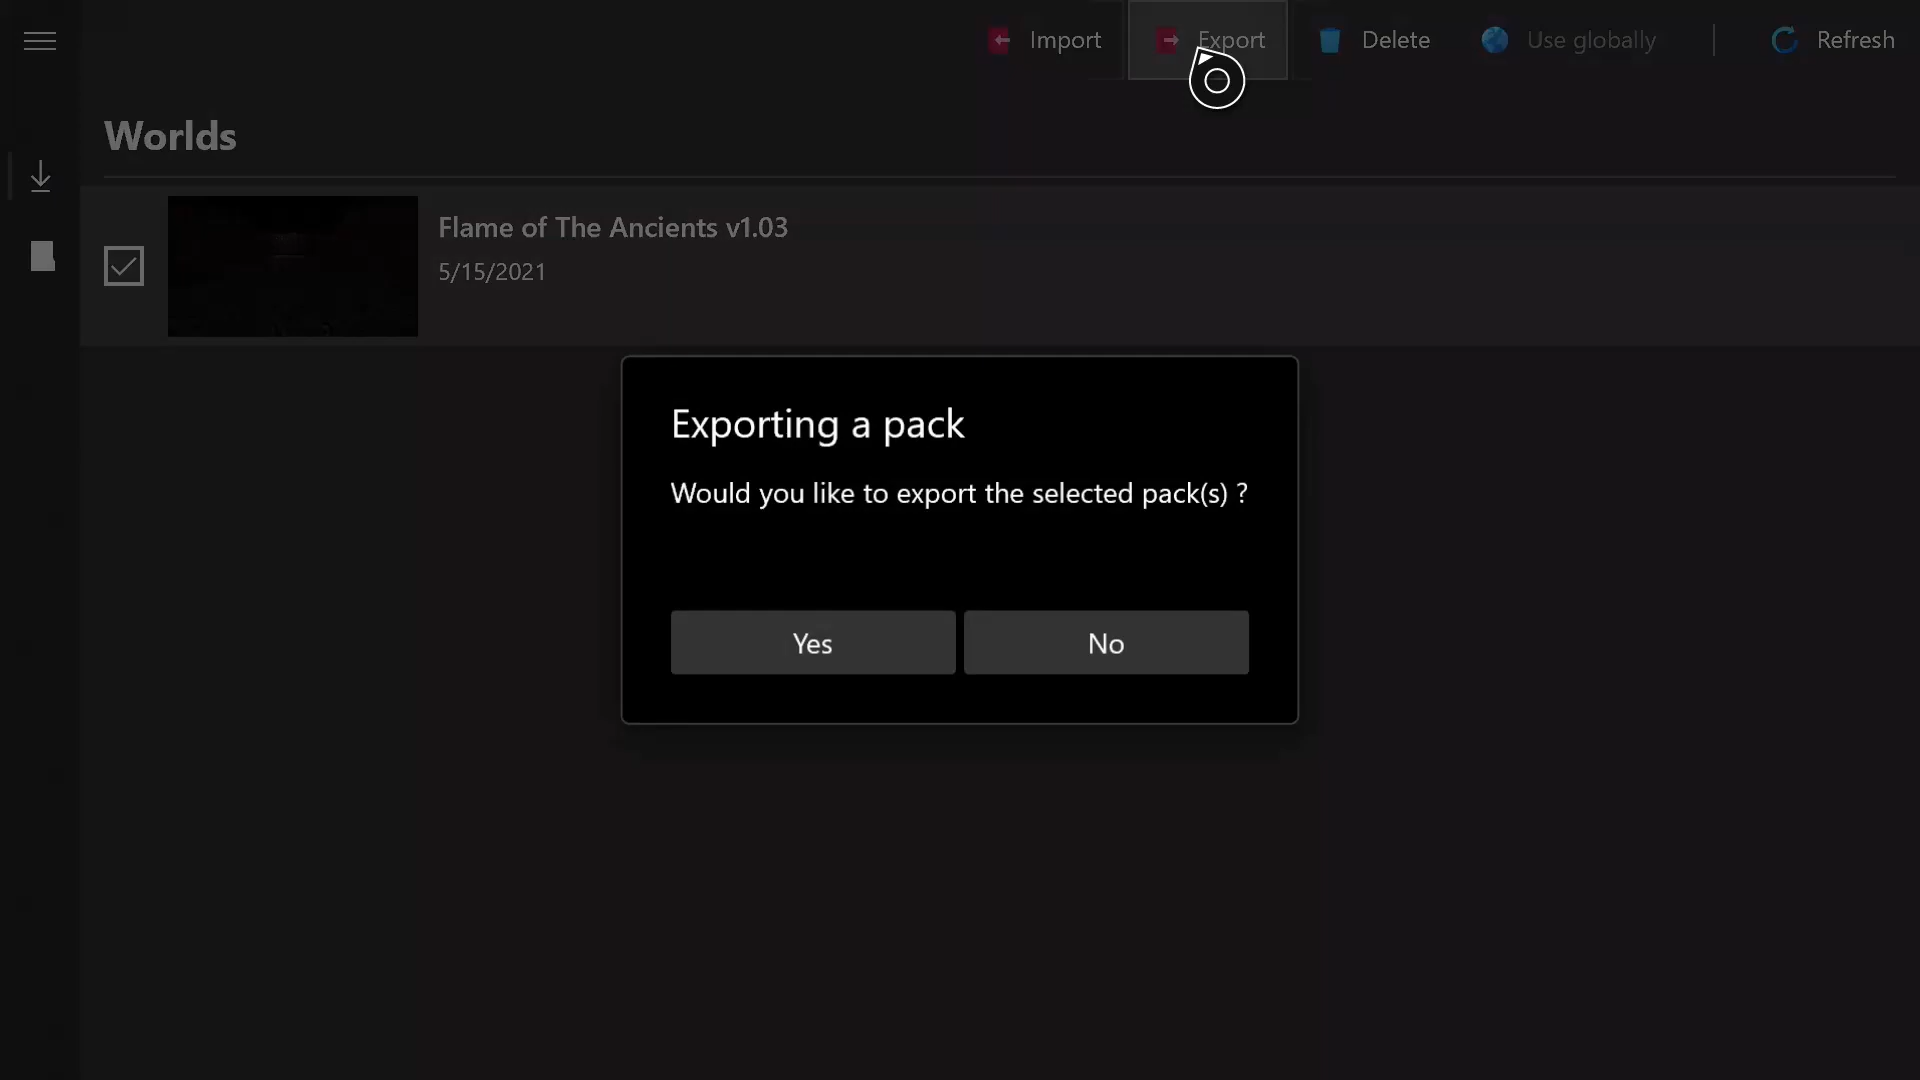 Import
Export
Delete
Use globally
Refresh
Worlds
Flame of The Ancients v1.03
5/15/2021
Exporting a pack
Would you like to export the selected pack(s) ?
Yes
No